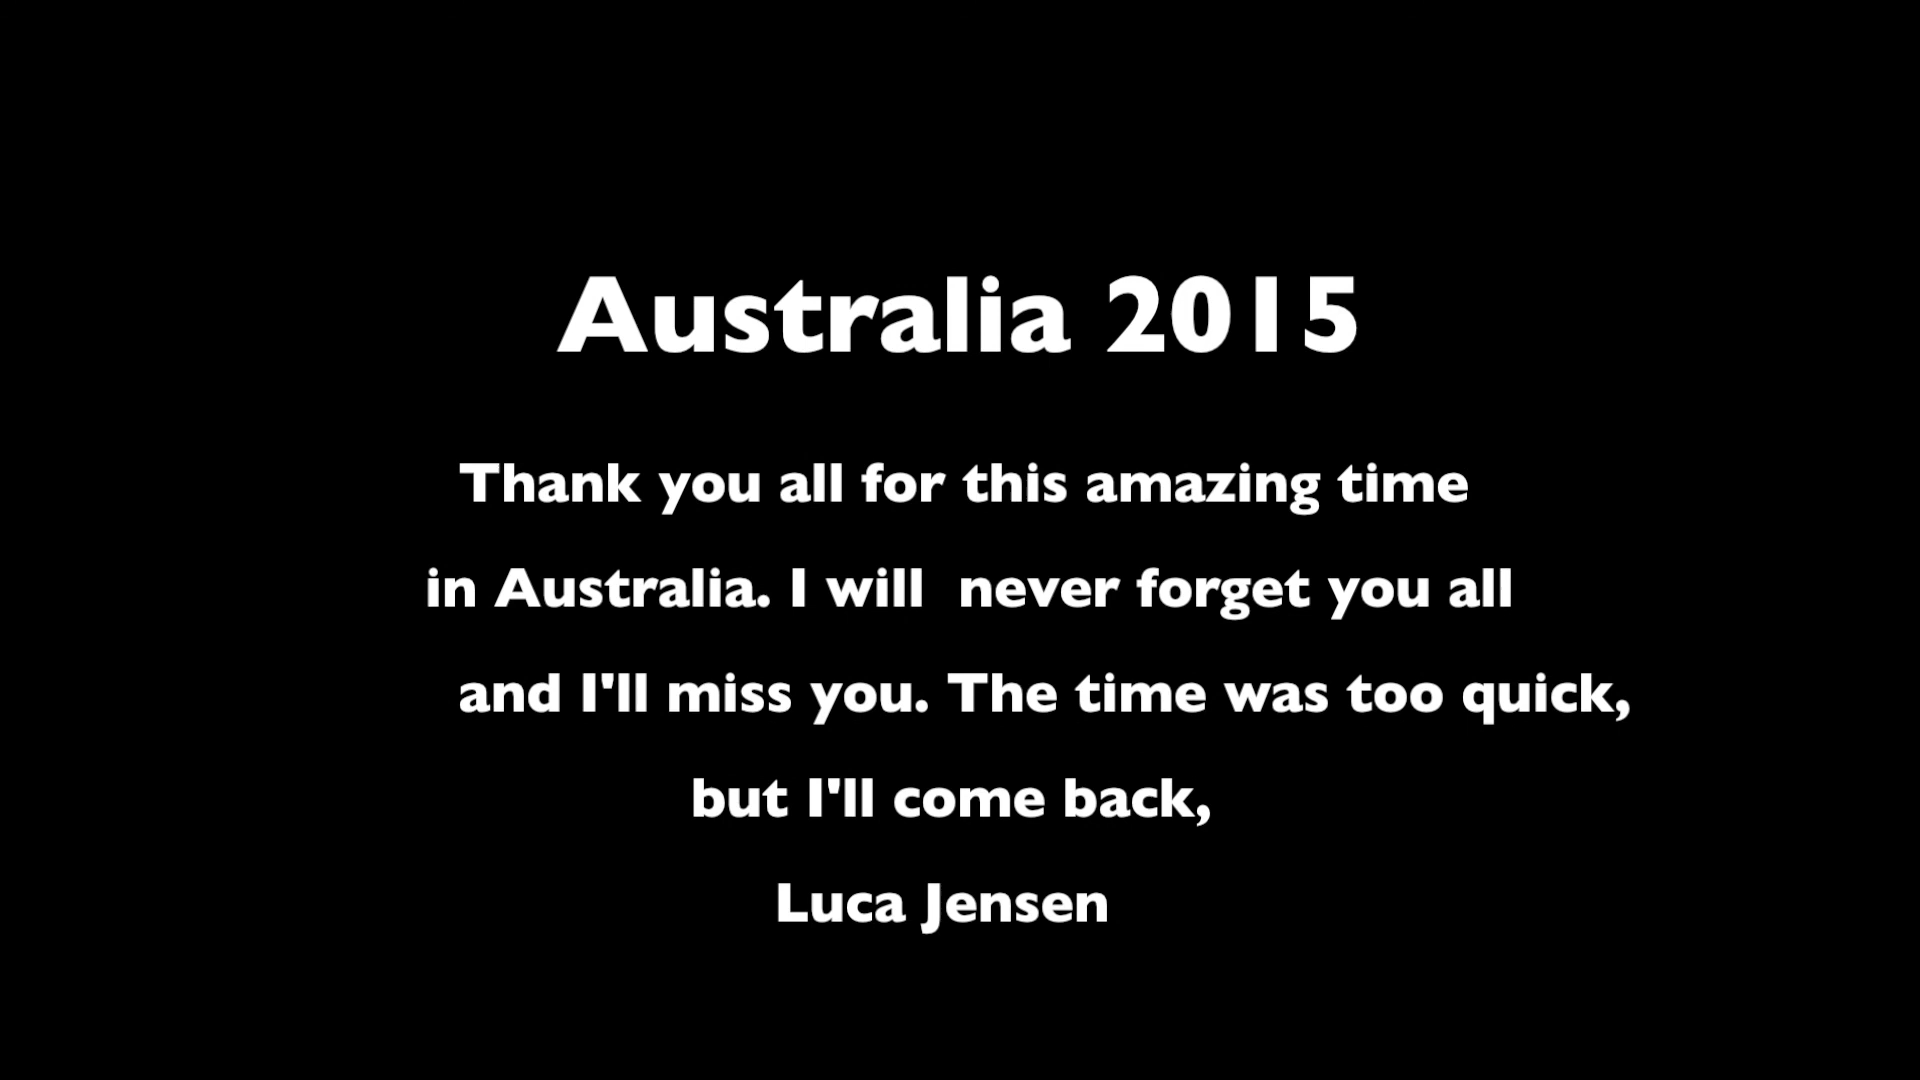 Australia 2015
Thank you all for this amazing time
in Australia. I will  never forget you all
and I'll miss you. The time was too quick,
but I'll come back,
Luca Jensen